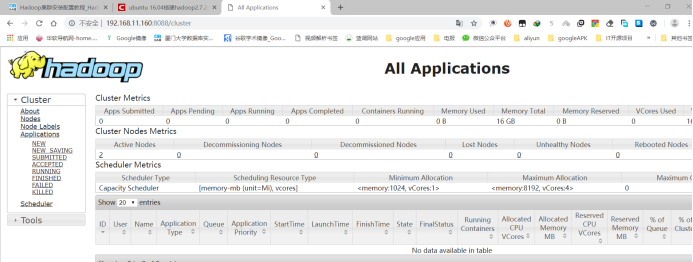 Hadoop集群安装配置教程_Hado
ubuntu 16.04搭建hadoop2.7.2
All Applications
不安全 | 192.168.11.160:8088/cluster
应用
华软导航网-home....
Google镜像
厦门大学数据库实...
谷歌学术镜像_Goo...
视频解析书签
google应用
电报
微信公众平台
aliyun
googleAPK
IT开源项目
»
其他书签
hadoop
All Applications
Cluster
About
Nodes
Node Labels
Applications
NEW
NEW_SAVING
SUBMITTED
ACCEPTED
RUNNING
FINISHED
FAILED
KILLED
Scheduler
Tools
Cluster Metrics
Apps Submitted Apps Pending Apps Running Apps Completed Containers Running Memory Used Memory Total Memory Reserved VCores Used
0 0 0 0 0 0 B 16 GB 0 B 0 16
Cluster Nodes Metrics
Active Nodes Decommissioning Nodes Decommissioned Nodes Lost Nodes Unhealthy Nodes Rebooted Nodes
2 0 0 0 0 0
Scheduler Metrics
Scheduler Type Scheduling Resource Type Minimum Allocation Maximum Allocation Maximum
Capacity Scheduler [memory-mb (unit=Mi), vcores] <memory:1024, vCores:1> <memory:8192, vCores:4> 0
Show 20 entries
ID User Name Application Type Queue Application Priority StartTime LaunchTime FinishTime State FinalStatus Running Containers Allocated CPU VCores Allocated Memory MB Reserved CPU VCores Reserved Memory MB % of Queue % of Cluster
No data available in table